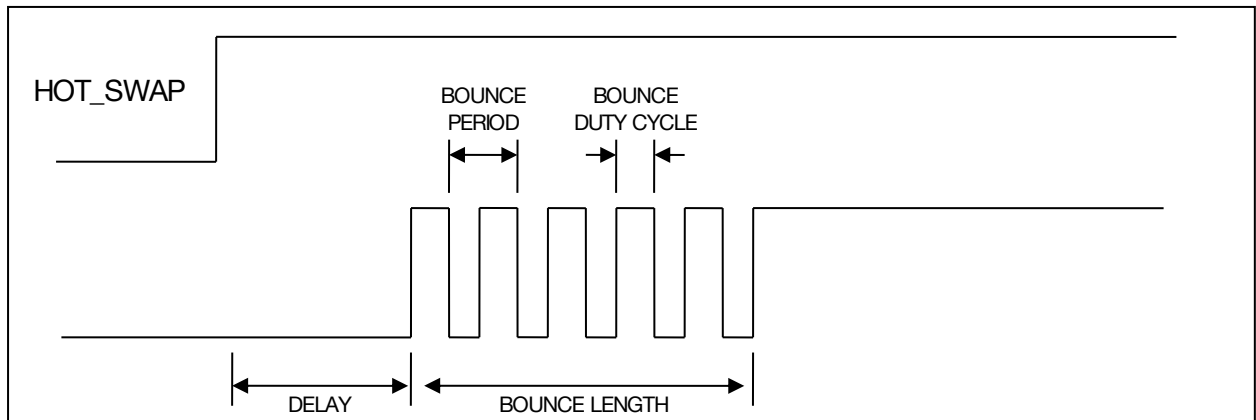 HOT_SWAP
BOUNCE
PERIOD
BOUNCE
DUTY CYCLE
DELAY
BOUNCE LENGTH